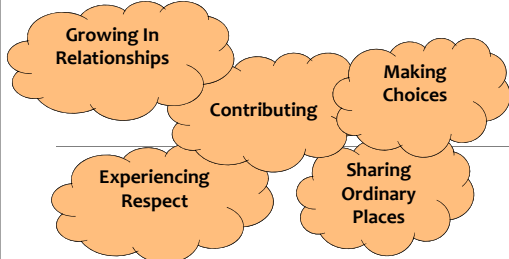 Growing In
Relationships
Contributing
Making
Choices
Experiencing
Respect
Sharing
Ordinary
Places